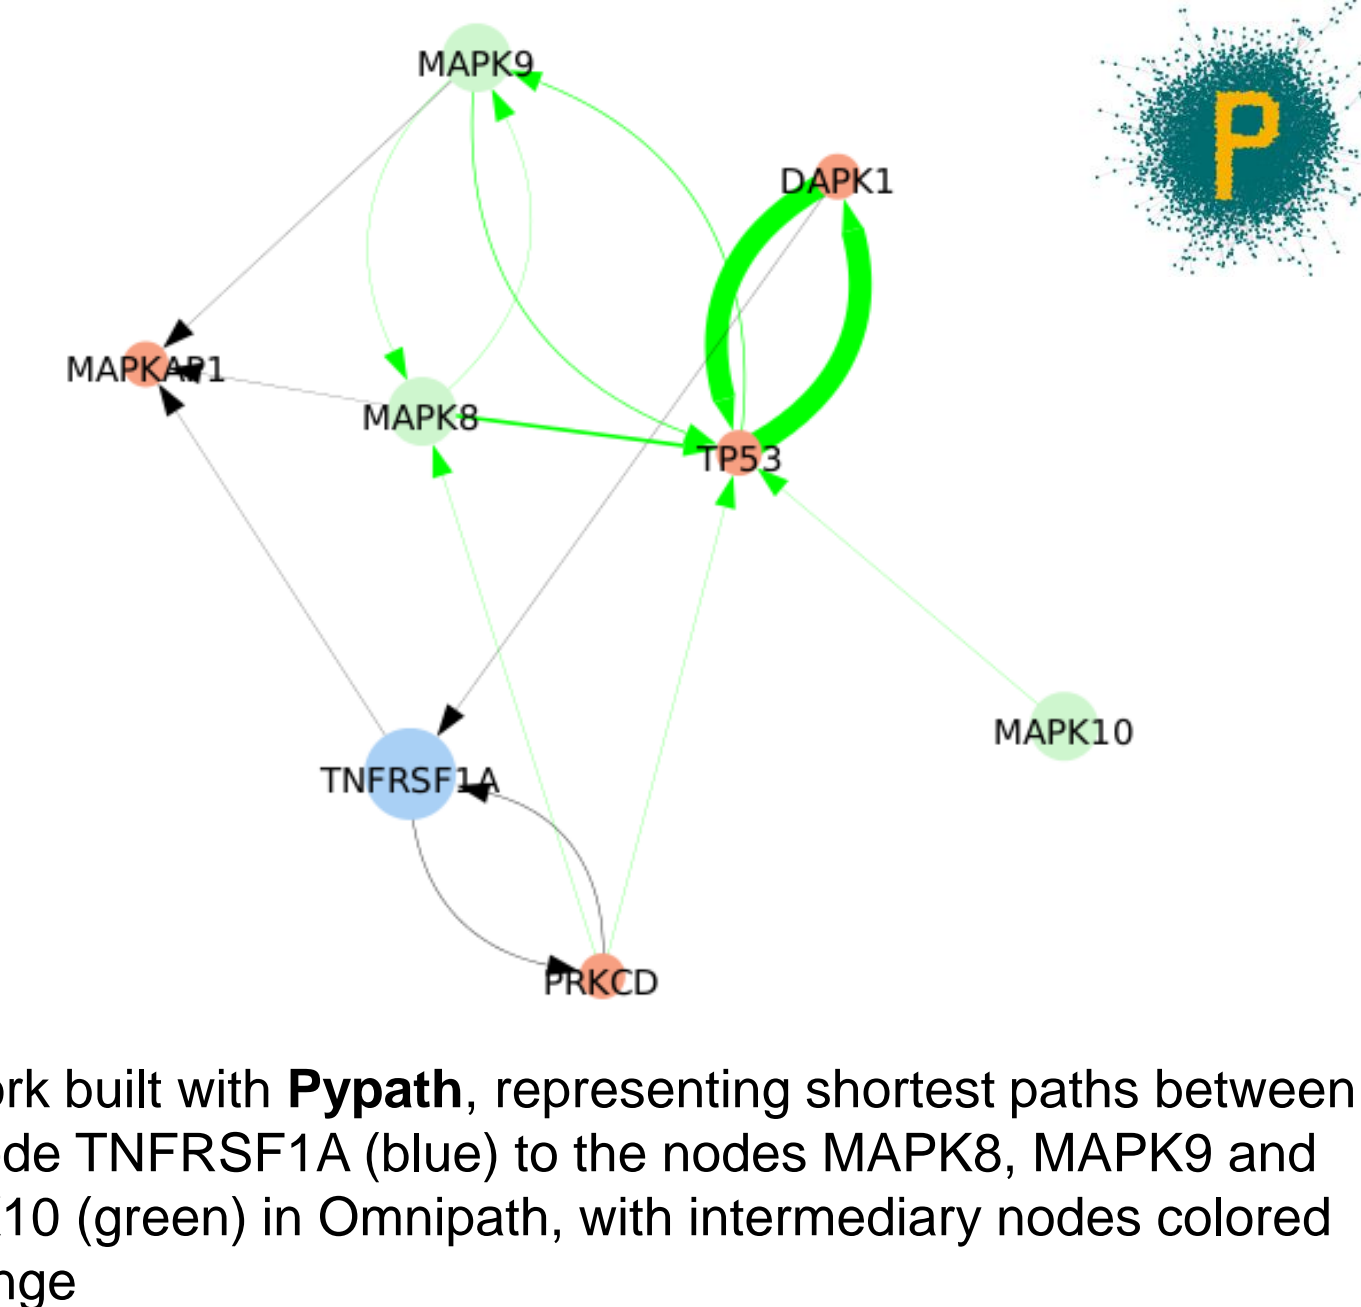 MAPK9
DAPK1
P
MAPKAP1
MAPK8
TP53
MAPK10
TNFRSF1A
PRKCD
ork built with Pypath, representing shortest paths between
de TNFRSF1A (blue) to the nodes MAPK8, MAPK9 and
10 (green) in Omnipath, with intermediary nodes colored
nge